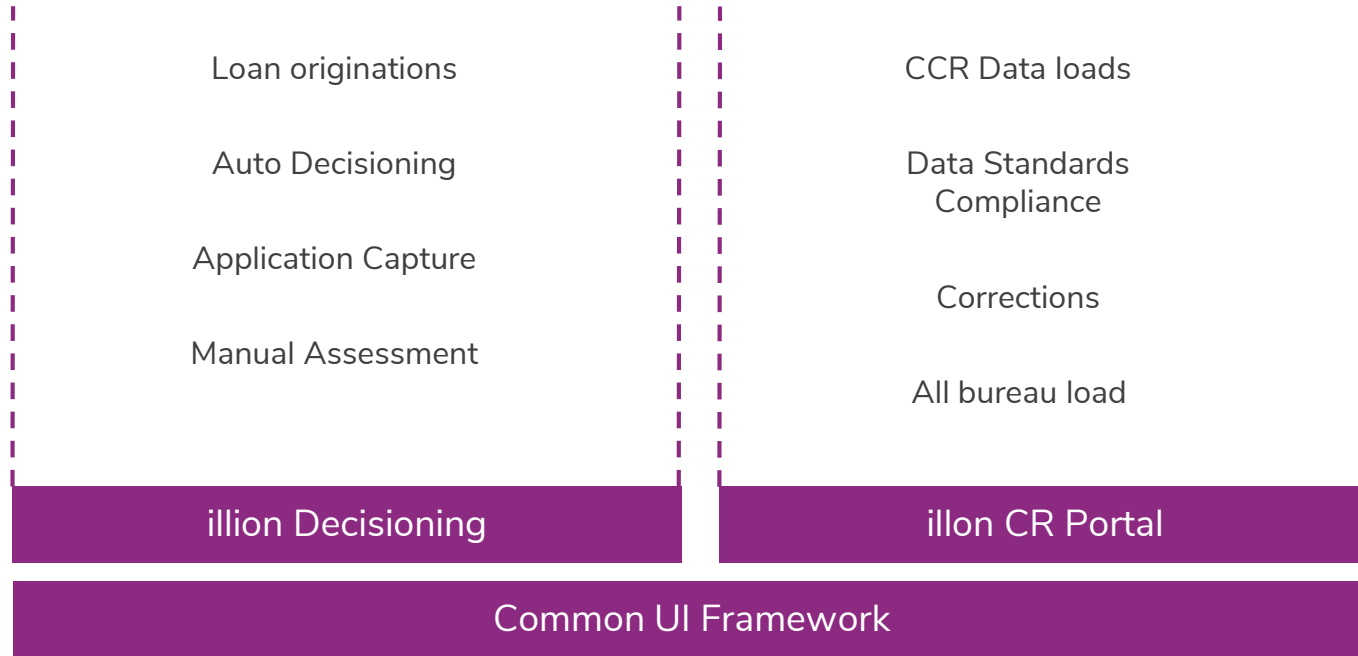 Loan originations
Auto Decisioning
Application Capture
Manual Assessment
illion Decisioning
CCR Data loads
Data Standards
Compliance
Corrections
All bureau load
illon CR Portal
Common UI Framework